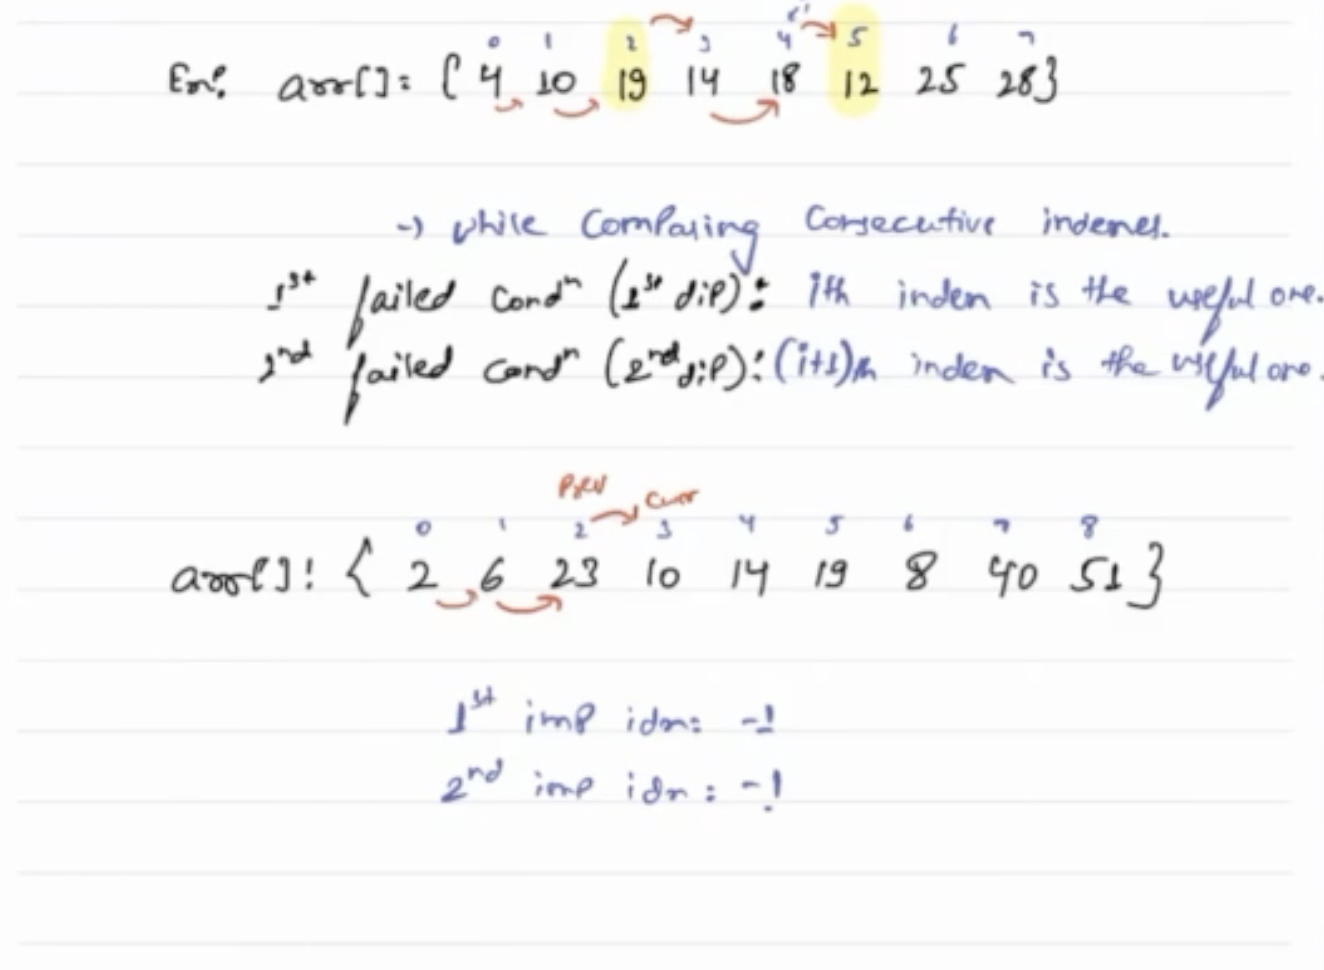 0 1 2 3 4 5 6 7
Ex: arr[]: { 4 10 19 14 18 12 25 28}
-> while Comparing Consecutive indexes.
1st failed Condn (1st dip): ith index is the useful one.
2nd failed Condn (2nd dip): (i+1)th index is the useful one.
Prev Curr
0 1 2 3 4 5 6 7 8
arr[]: { 2 6 23 10 14 19 8 40 51 }
1st imp idx: -1
2nd imp idx: -1